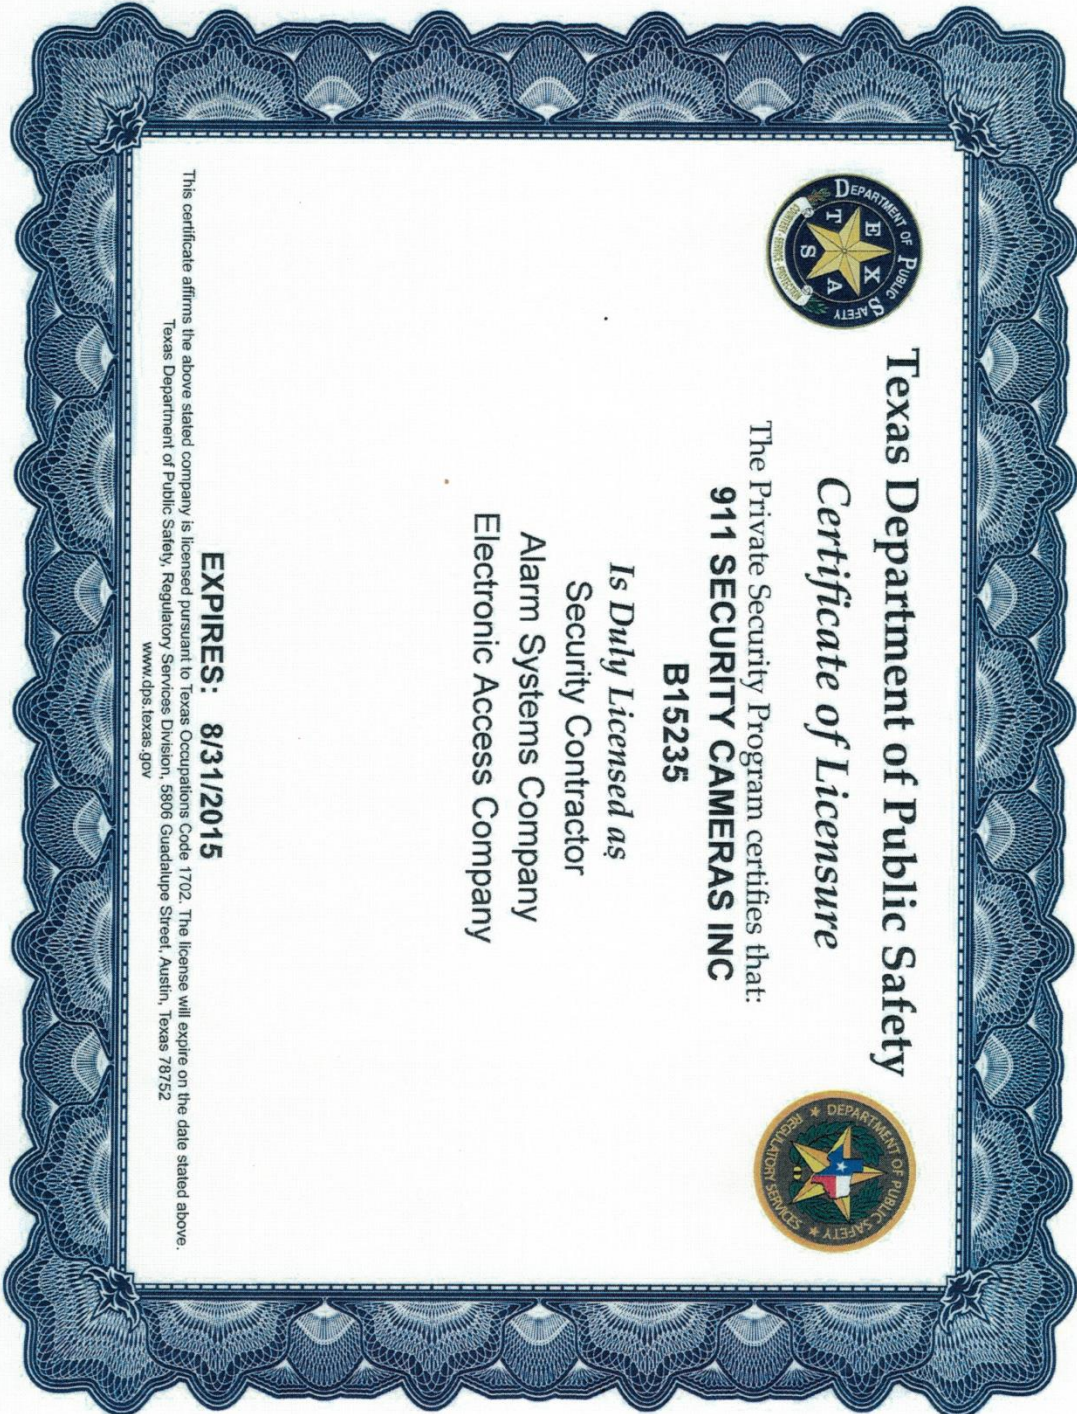 Texas Department of Public Safety
Certificate of Licensure
DEPARTMENT OF PUBLIC SAFETY
TEXAS
COURTESY · SERVICE · PROTECTION
DEPARTMENT OF PUBLIC SAFETY
REGULATORY SERVICES
The Private Security Program certifies that:
911 SECURITY CAMERAS INC
B15235
Is Duly Licensed as
Security Contractor
Alarm Systems Company
Electronic Access Company
EXPIRES: 8/31/2015
This certificate affirms the above stated company is licensed pursuant to Texas Occupations Code 1702. The license will expire on the date stated above.
Texas Department of Public Safety, Regulatory Services Division, 5806 Guadalupe Street, Austin, Texas 78752
www.dps.texas.gov